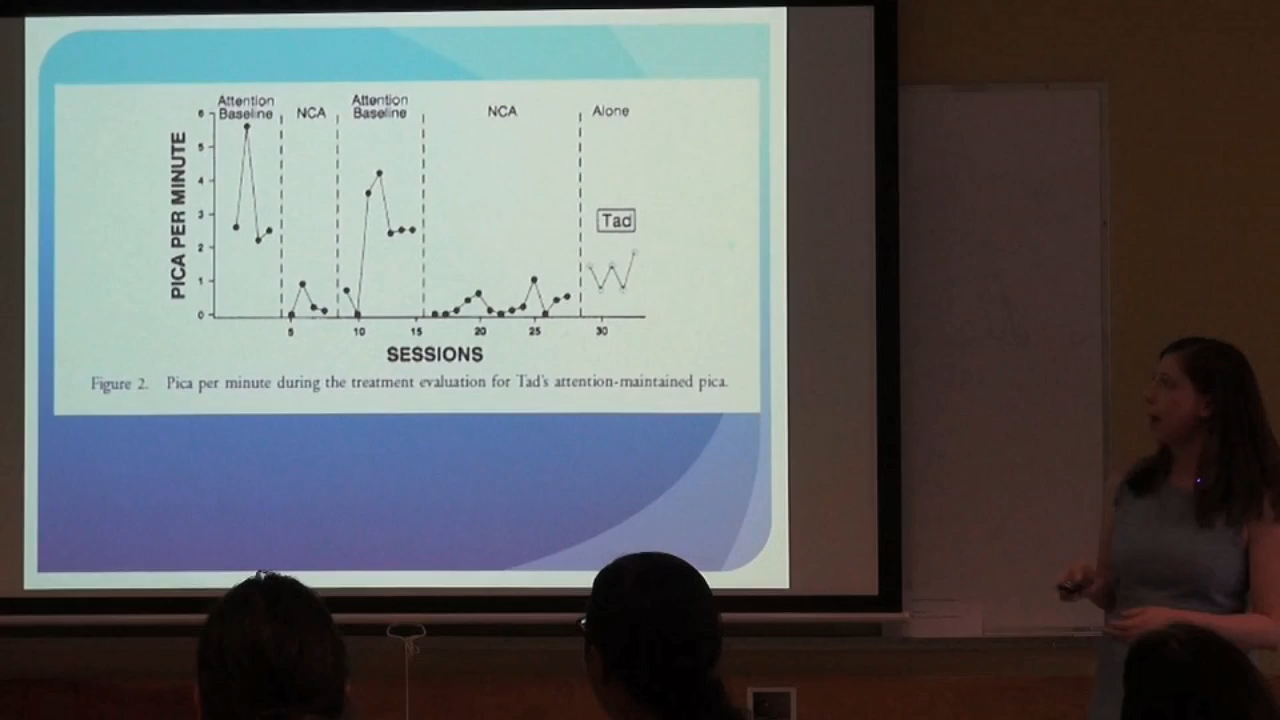 Attention Baseline
NCA
Attention Baseline
NCA
Alone
6
5
4
3
2
1
0
PICA PER MINUTE
Tad
5
10
15
20
25
30
SESSIONS
Figure 2. Pica per minute during the treatment evaluation for Tad's attention-maintained pica.